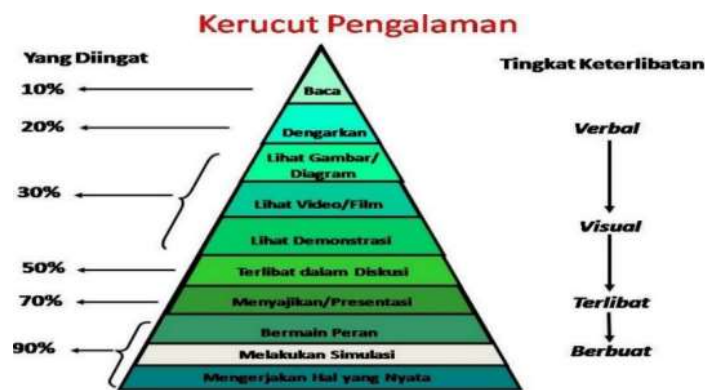 Kerucut Pengalaman
Yang Diingat
Tingkat Keterlibatan
10%
Baca
20%
Dengarkan
Verbal
30%
Lihat Gambar/
Diagram
Lihat Video/Film
Lihat Demonstrasi
Visual
50%
Terlibat dalam Diskusi
70%
Menyajikan/Presentasi
Terlibat
90%
Bermain Peran
Melakukan Simulasi
Mengerjakan Hal yang Nyata
Berbuat